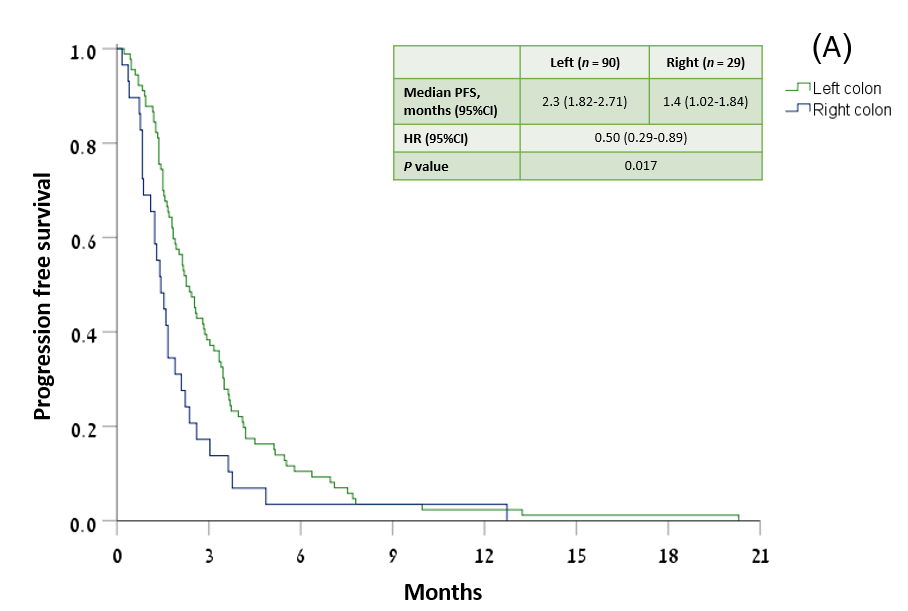 (A)
Left colon
Right colon
Left (n = 90) Right (n = 29)
Median PFS,
months (95%CI) 2.3 (1.82-2.71) 1.4 (1.02-1.84)
HR (95%CI) 0.50 (0.29-0.89)
P value 0.017
Progression free survival
1.0
0.8
0.6
0.4
0.2
0.0
0 3 6 9 12 15 18 21
Months